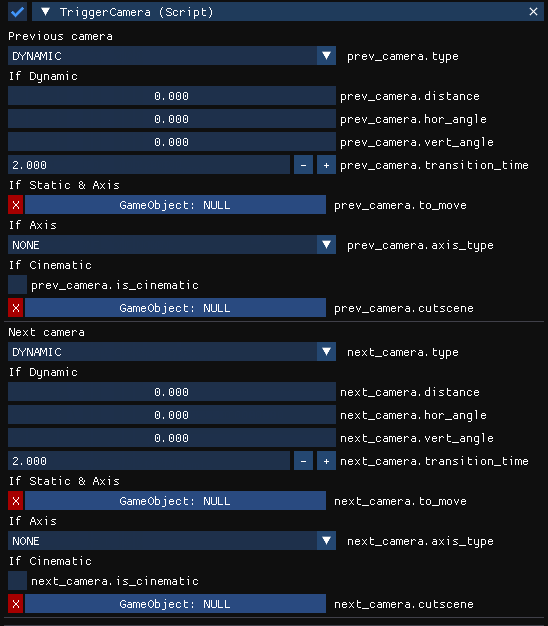 TriggerCamera (Script)
Previous camera
DYNAMIC prev_camera.type
If Dynamic
0.000 prev_camera.distance
0.000 prev_camera.hor_angle
0.000 prev_camera.vert_angle
2.000 - + prev_camera.transition_time
If Static & Axis
X GameObject: NULL prev_camera.to_move
If Axis
NONE prev_camera.axis_type
If Cinematic
prev_camera.is_cinematic
X GameObject: NULL prev_camera.cutscene
Next camera
DYNAMIC next_camera.type
If Dynamic
0.000 next_camera.distance
0.000 next_camera.hor_angle
0.000 next_camera.vert_angle
2.000 - + next_camera.transition_time
If Static & Axis
X GameObject: NULL next_camera.to_move
If Axis
NONE next_camera.axis_type
If Cinematic
next_camera.is_cinematic
X GameObject: NULL next_camera.cutscene